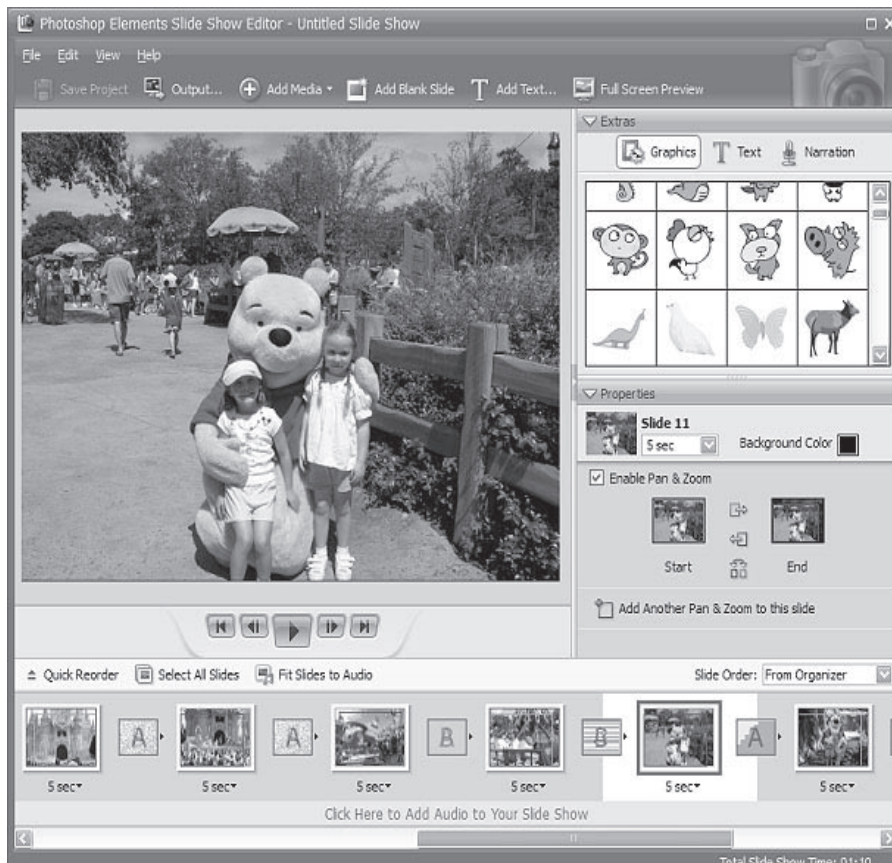 Photoshop Elements Slide Show Editor - Untitled Slide Show
File Edit View Help
Save Project Output... Add Media Add Blank Slide T Add Text... Full Screen Preview
Extras
Graphics T Text Narration
Properties
Slide 11
5 sec Background Color
Enable Pan & Zoom
Start End
Add Another Pan & Zoom to this slide
Quick Reorder Select All Slides Fit Slides to Audio Slide Order: From Organizer
A A B B A
5 sec 5 sec 5 sec 5 sec 5 sec 5 sec
Click Here to Add Audio to Your Slide Show
Total Slide Show Time: 01:10